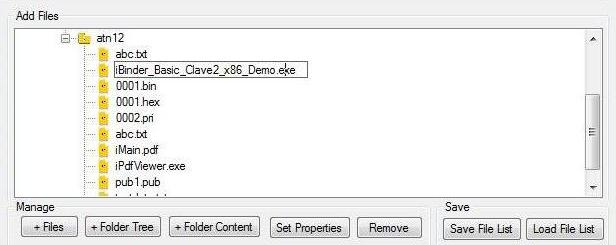 Add Files
atn12
abc.txt
iBinder_Basic_Clave2_x86_Demo.exe
0001.bin
0001.hex
0002.pri
abc.txt
iMain.pdf
iPdfViewer.exe
pub1.pub
Manage
Save
+ Files
+ Folder Tree
+ Folder Content
Set Properties
Remove
Save File List
Load File List